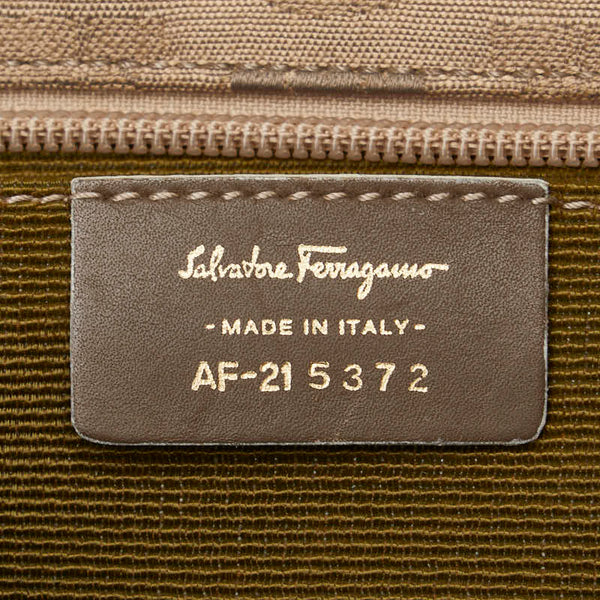 Salvatore Ferragamo
- MADE IN ITALY -
AF-21 5372